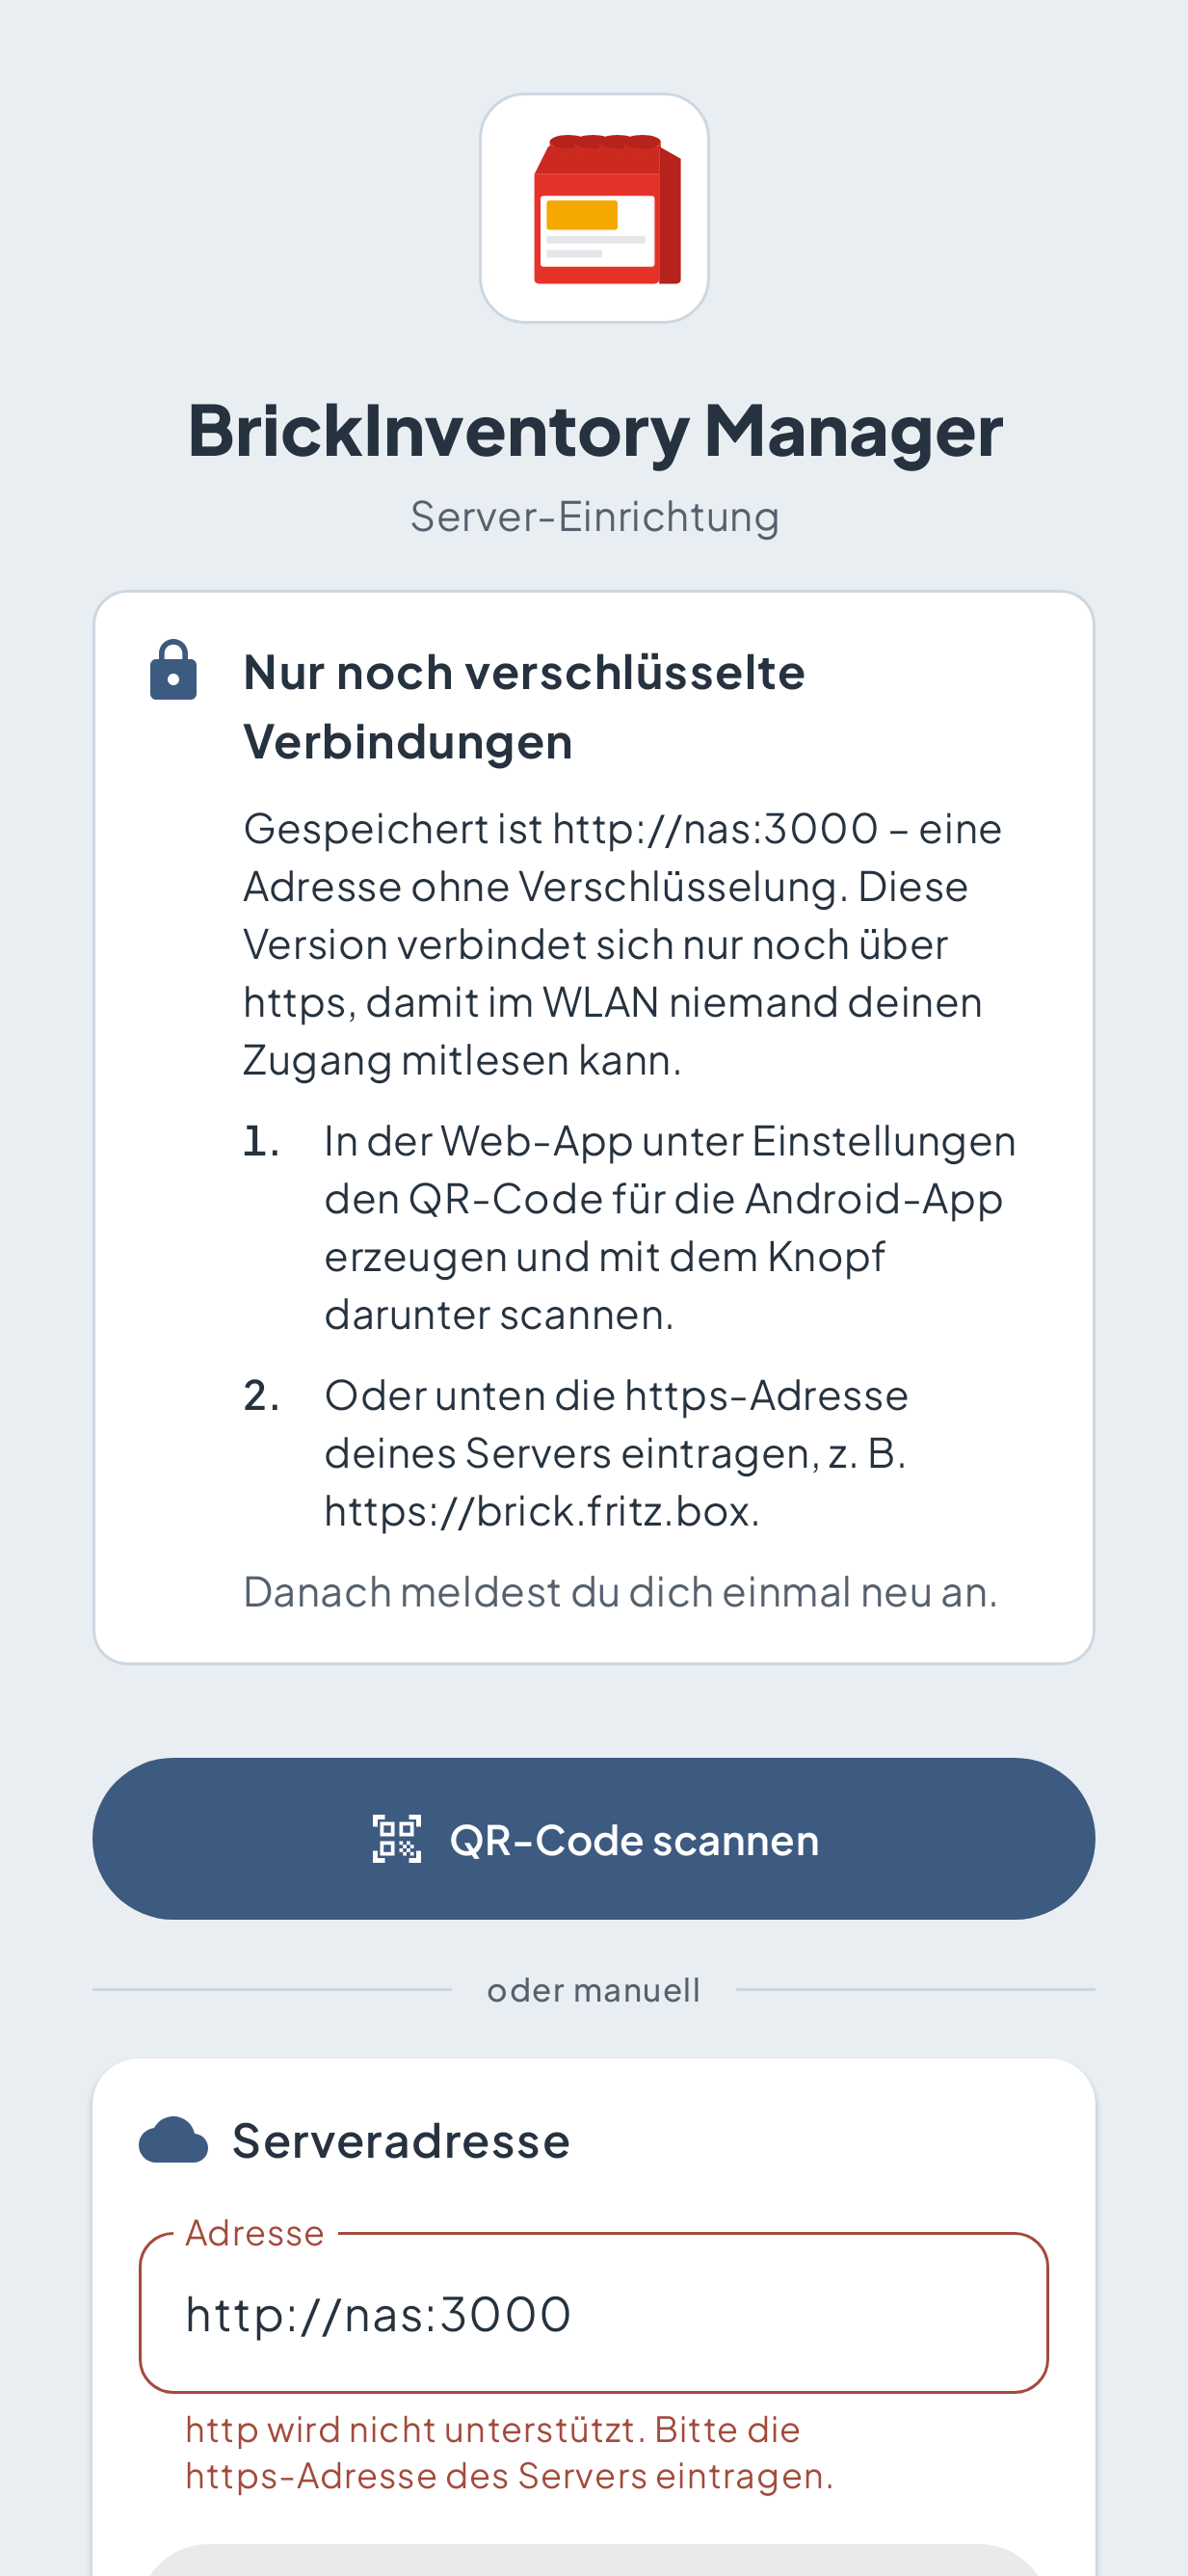 BrickInventory Manager
Server-Einrichtung
Nur noch verschlüsselte
Verbindungen
Gespeichert ist http://nas:3000 – eine
Adresse ohne Verschlüsselung. Diese
Version verbindet sich nur noch über
https, damit im WLAN niemand deinen
Zugang mitlesen kann.
1. In der Web-App unter Einstellungen
den QR-Code für die Android-App
erzeugen und mit dem Knopf
darunter scannen.
2. Oder unten die https-Adresse
deines Servers eintragen, z. B.
https://brick.fritz.box.
Danach meldest du dich einmal neu an.
QR-Code scannen
oder manuell
Serveradresse
Adresse
http://nas:3000
http wird nicht unterstützt. Bitte die
https-Adresse des Servers eintragen.